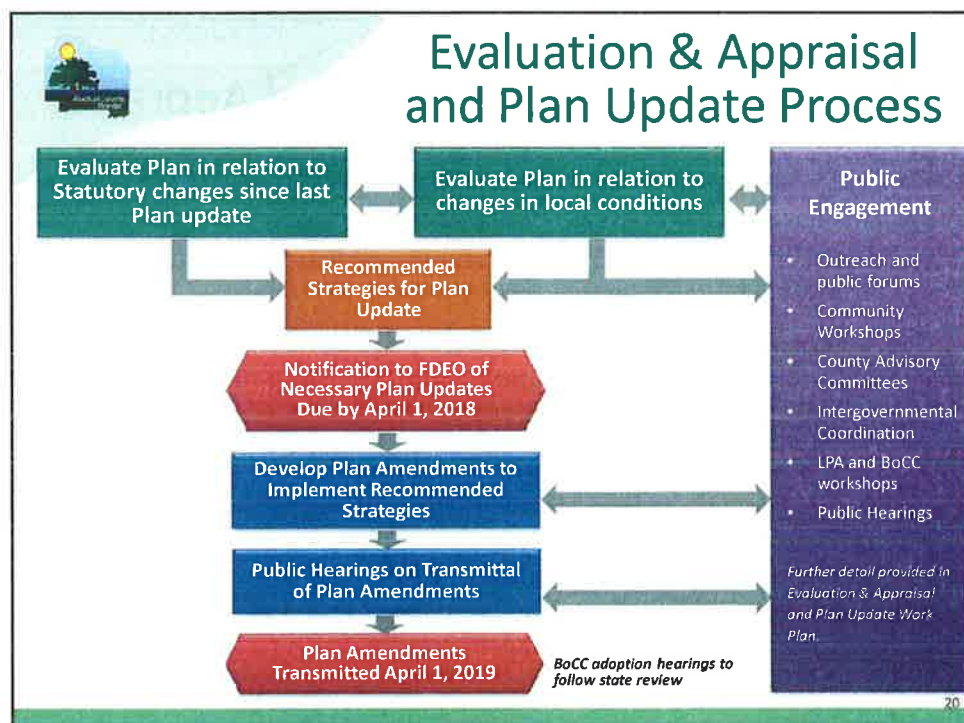 Evaluation & Appraisal
and Plan Update Process
Evaluate Plan in relation to
Statutory changes since last
Plan update
Evaluate Plan in relation to
changes in local conditions
Recommended
Strategies for Plan
Update
Notification to FDEO of
Necessary Plan Updates
Due by April 1, 2018
Develop Plan Amendments to
Implement Recommended
Strategies
Public Hearings on Transmittal
of Plan Amendments
Plan Amendments
Transmitted April 1, 2019
BoCC adoption hearings to
follow state review
Public
Engagement
• Outreach and
public forums
• Community
Workshops
• County Advisory
Committees
• Intergovernmental
Coordination
• LPA and BoCC
workshops
• Public Hearings
Further detail provided in
Evaluation & Appraisal
and Plan Update Work
Plan.
20